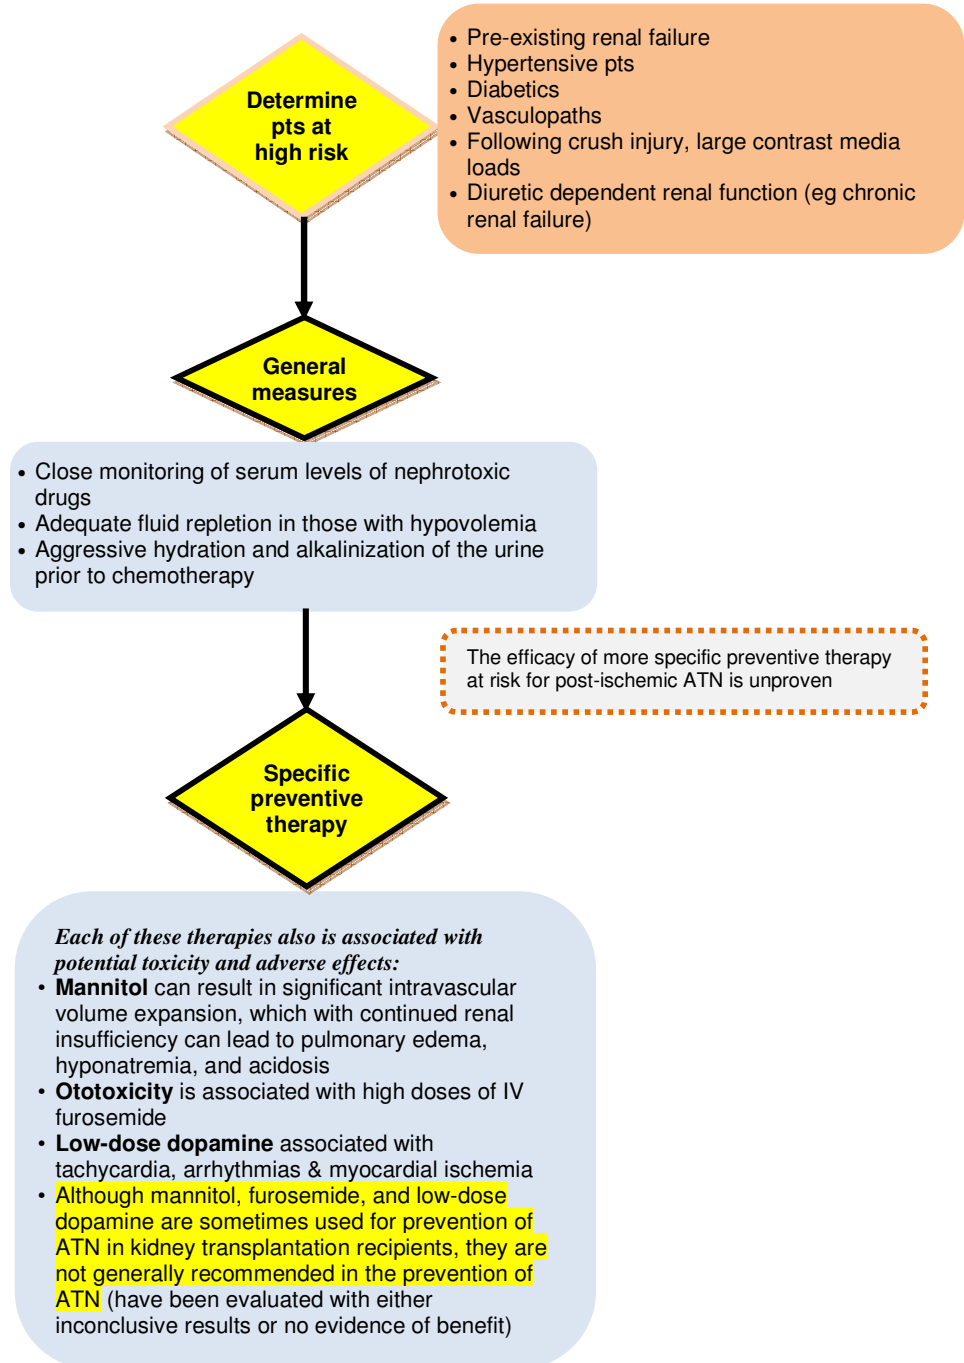 Determine
pts at
high risk
• Pre-existing renal failure
• Hypertensive pts
• Diabetics
• Vasculopaths
• Following crush injury, large contrast media
loads
• Diuretic dependent renal function (eg chronic
renal failure)
General
measures
• Close monitoring of serum levels of nephrotoxic
drugs
• Adequate fluid repletion in those with hypovolemia
• Aggressive hydration and alkalinization of the urine
prior to chemotherapy
The efficacy of more specific preventive therapy
at risk for post-ischemic ATN is unproven
Specific
preventive
therapy
Each of these therapies also is associated with
potential toxicity and adverse effects:
• Mannitol can result in significant intravascular
volume expansion, which with continued renal
insufficiency can lead to pulmonary edema,
hyponatremia, and acidosis
• Ototoxicity is associated with high doses of IV
furosemide
• Low-dose dopamine associated with
tachycardia, arrhythmias & myocardial ischemia
• Although mannitol, furosemide, and low-dose
dopamine are sometimes used for prevention of
ATN in kidney transplantation recipients, they are
not generally recommended in the prevention of
ATN (have been evaluated with either
inconclusive results or no evidence of benefit)